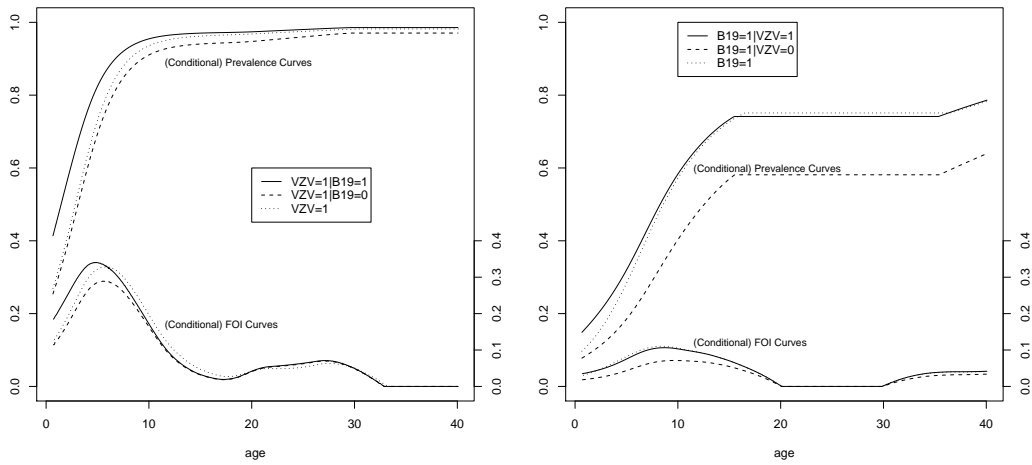 1.0
0.8
0.6
0.4
0.2
0.0
0.4
0.3
0.2
0.1
0.0
(Conditional) Prevalence Curves
VZV=1|B19=1
VZV=1|B19=0
VZV=1
(Conditional) FOI Curves
0 10 20 30 40
age
1.0
0.8
0.6
0.4
0.2
0.0
0.4
0.3
0.2
0.1
0.0
B19=1|VZV=1
B19=1|VZV=0
B19=1
(Conditional) Prevalence Curves
(Conditional) FOI Curves
0 10 20 30 40
age